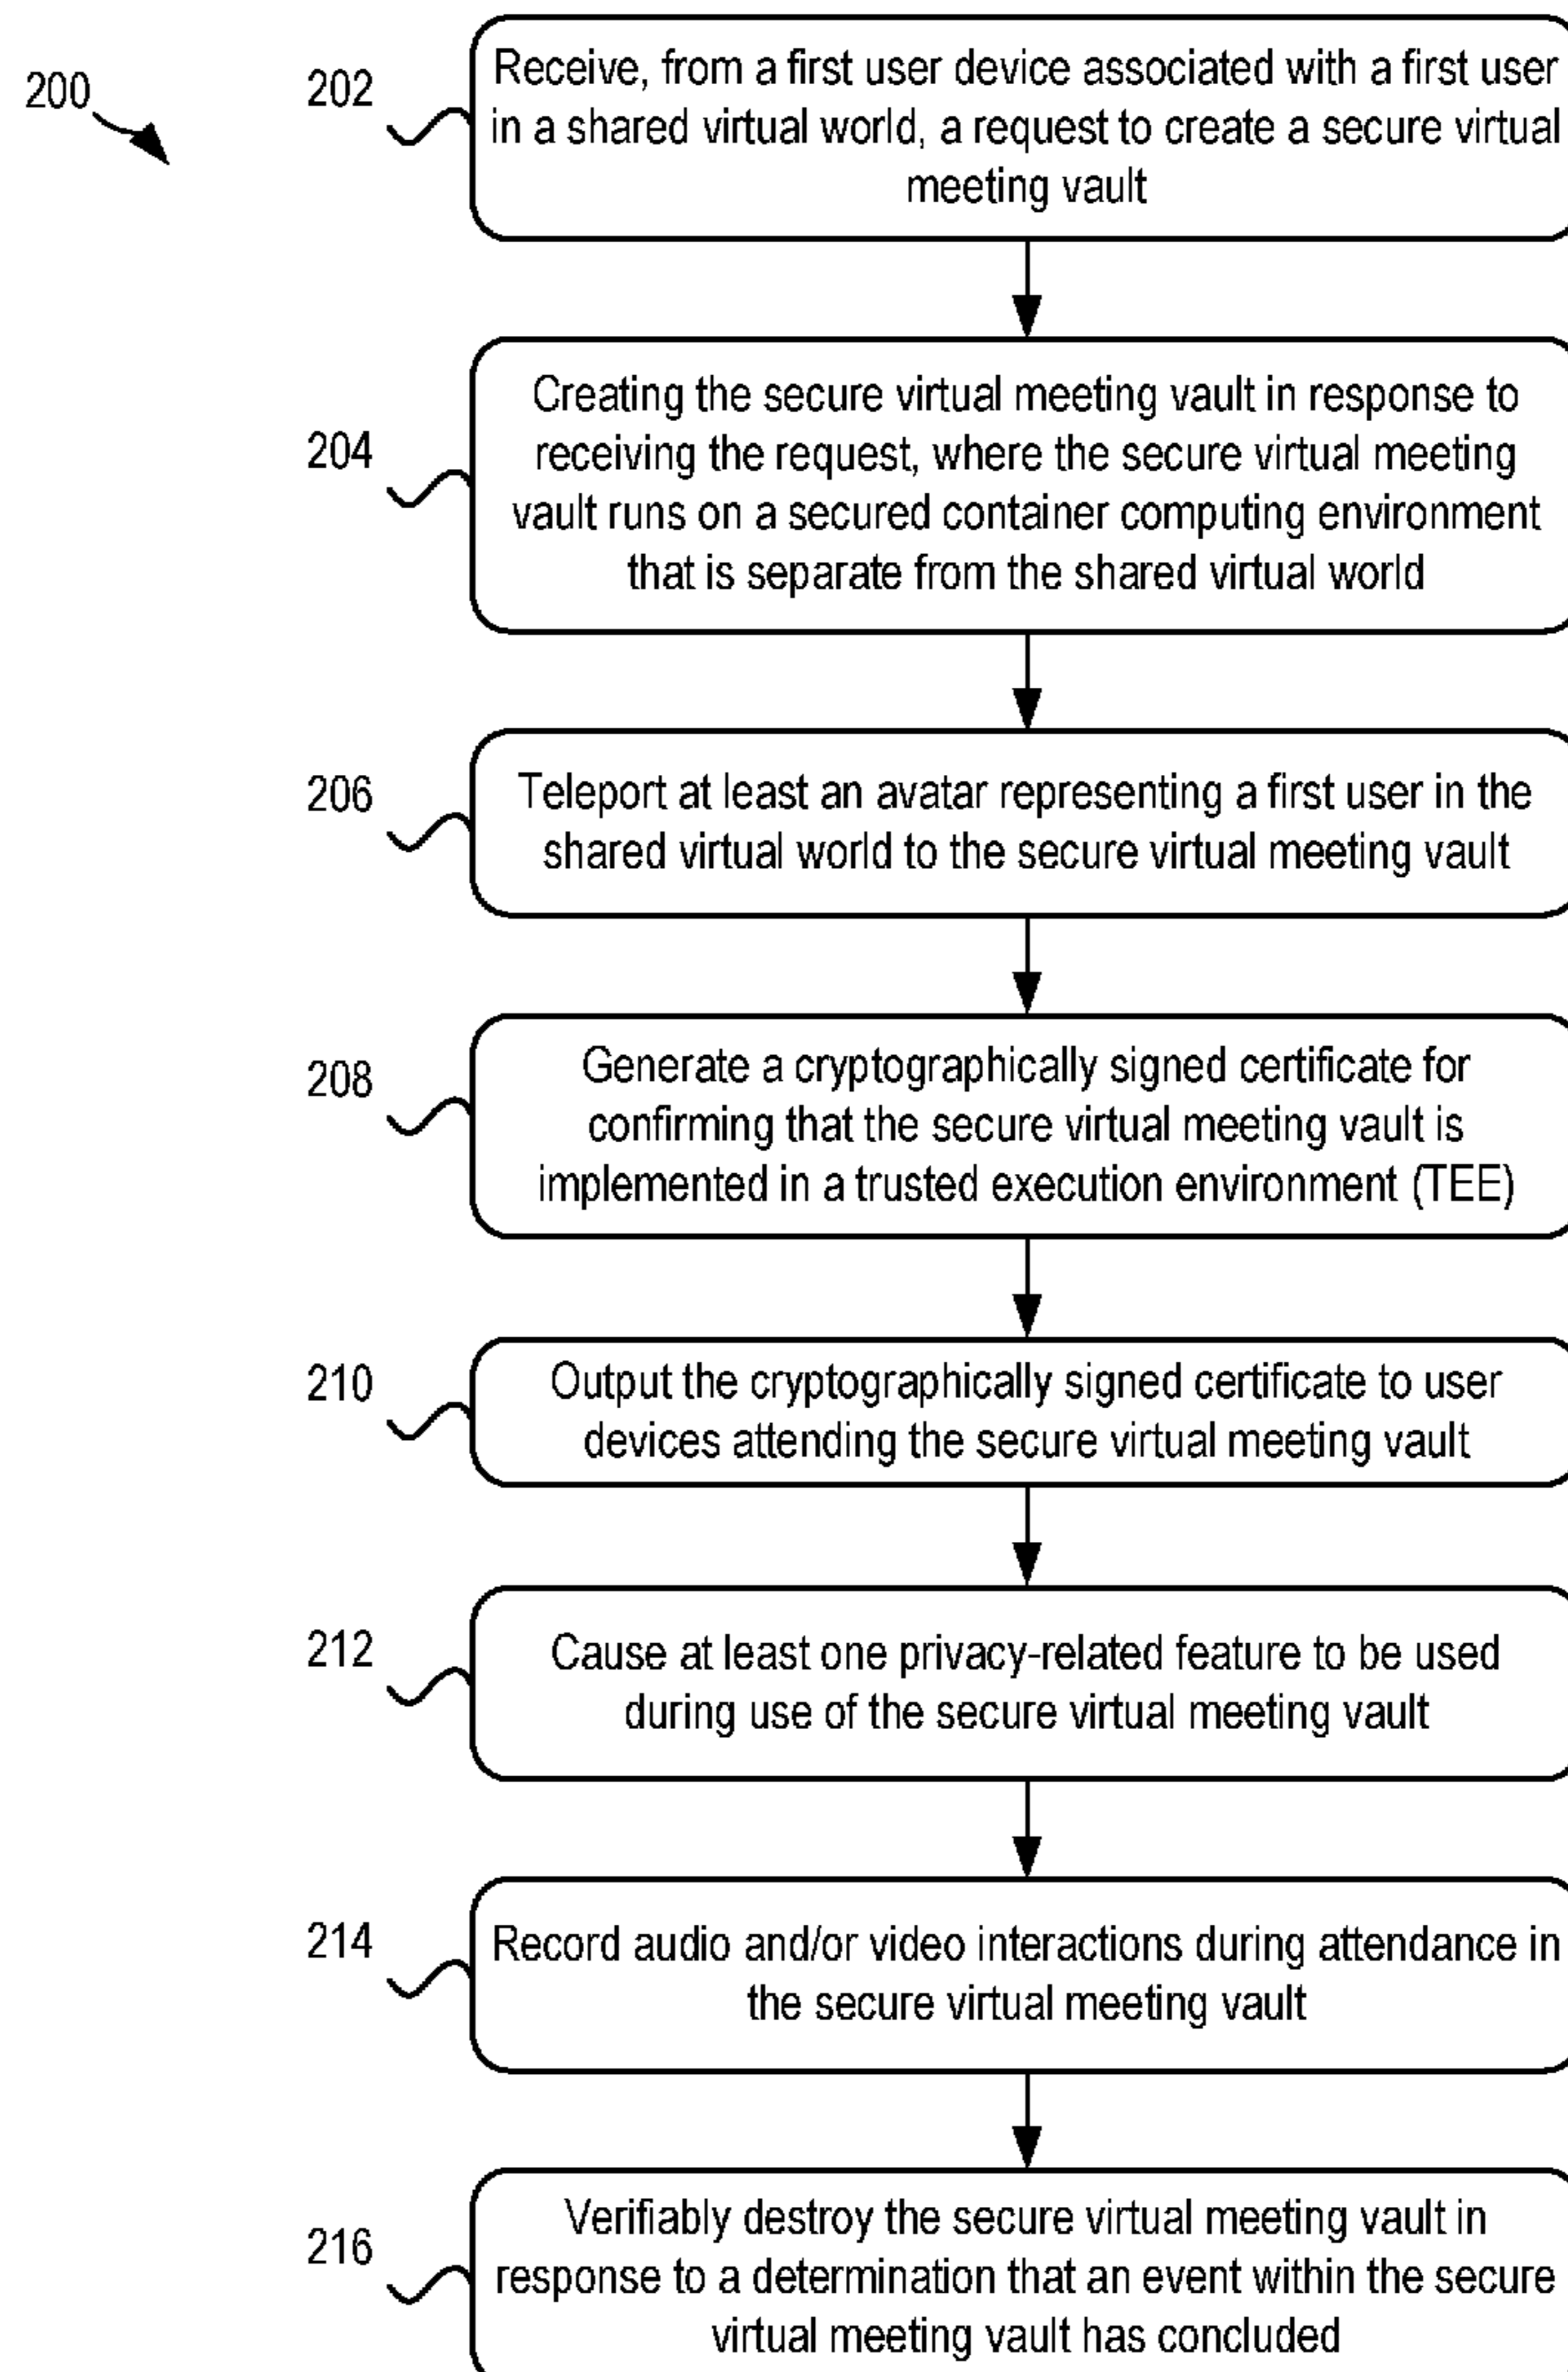 200
202
Receive, from a first user device associated with a first user
in a shared virtual world, a request to create a secure virtual
meeting vault
204
Creating the secure virtual meeting vault in response to
receiving the request, where the secure virtual meeting
vault runs on a secured container computing environment
that is separate from the shared virtual world
206
Teleport at least an avatar representing a first user in the
shared virtual world to the secure virtual meeting vault
208
Generate a cryptographically signed certificate for
confirming that the secure virtual meeting vault is
implemented in a trusted execution environment (TEE)
210
Output the cryptographically signed certificate to user
devices attending the secure virtual meeting vault
212
Cause at least one privacy-related feature to be used
during use of the secure virtual meeting vault
214
Record audio and/or video interactions during attendance in
the secure virtual meeting vault
216
Verifiably destroy the secure virtual meeting vault in
response to a determination that an event within the secure
virtual meeting vault has concluded